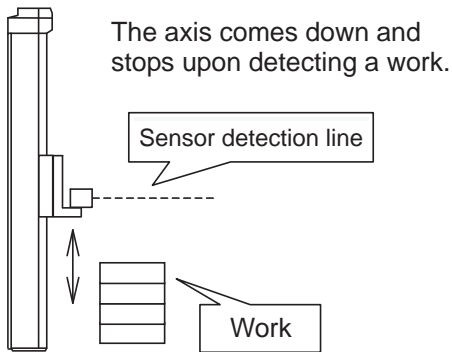 The axis comes down and
stops upon detecting a work.
Sensor detection line
Work